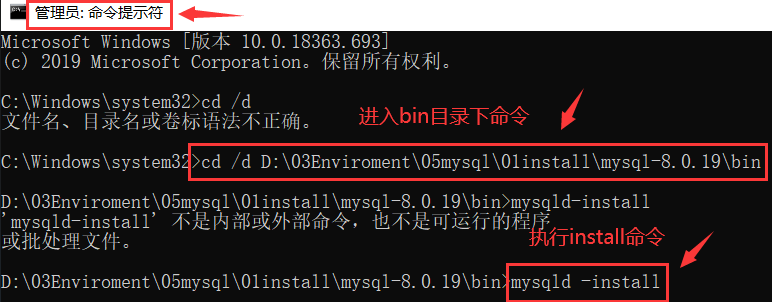 管理员: 命令提示符
Microsoft Windows [版本 10.0.18363.693]
(c) 2019 Microsoft Corporation。保留所有权利。
C:\Windows\system32>cd /d
文件名、目录名或卷标语法不正确。
进入bin目录下命令
C:\Windows\system32>cd /d D:\03Enviroment\05mysql\01install\mysql-8.0.19\bin
D:\03Enviroment\05mysql\01install\mysql-8.0.19\bin>mysqld-install
'mysqld-install' 不是内部或外部命令，也不是可运行的程序
或批处理文件。
执行install命令
D:\03Enviroment\05mysql\01install\mysql-8.0.19\bin>mysqld -install